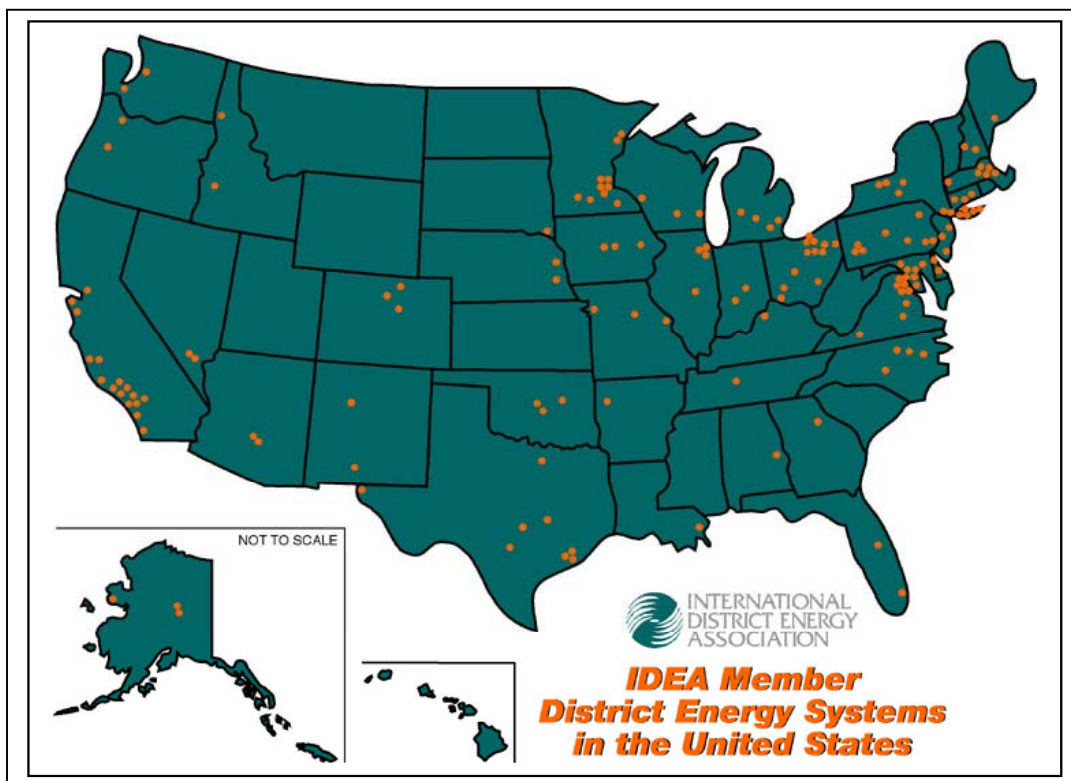 NOT TO SCALE
INTERNATIONAL
DISTRICT ENERGY
ASSOCIATION
IDEA Member
District Energy Systems
in the United States